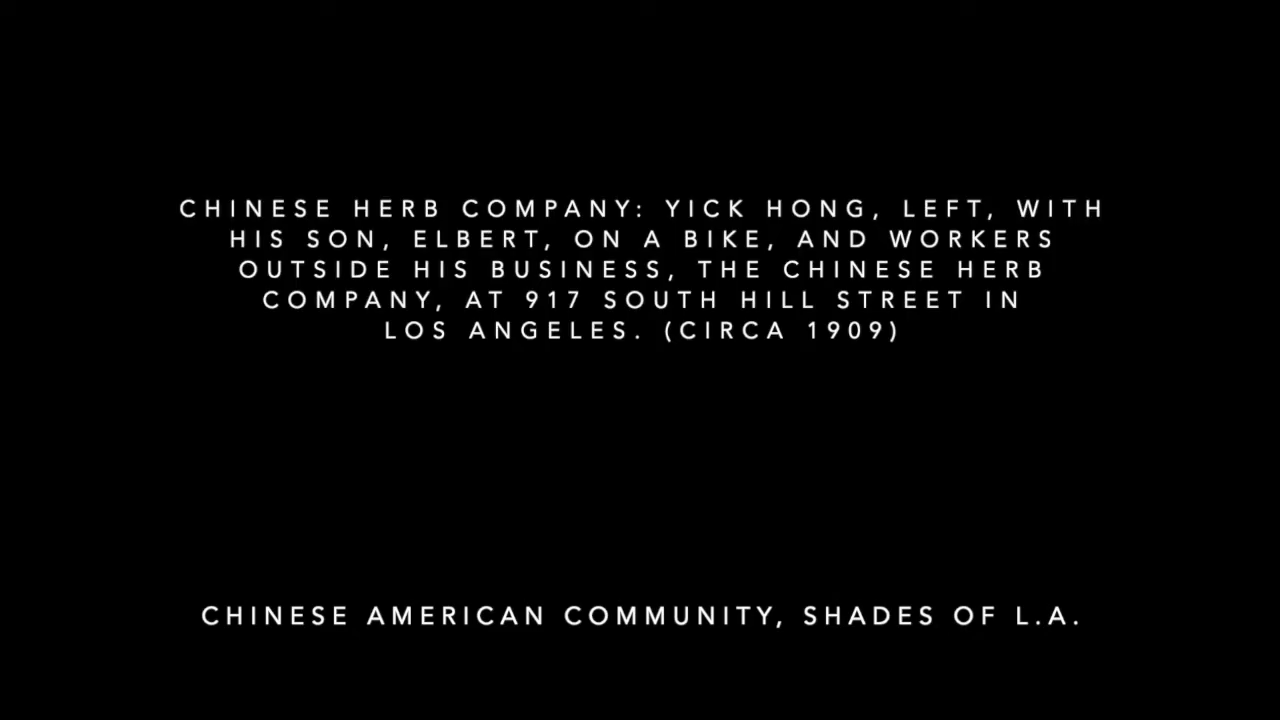 CHINESE HERB COMPANY: YICK HONG, LEFT, WITH
HIS SON, ELBERT, ON A BIKE, AND WORKERS
OUTSIDE HIS BUSINESS, THE CHINESE HERB
COMPANY, AT 917 SOUTH HILL STREET IN
LOS ANGELES. (CIRCA 1909)
CHINESE AMERICAN COMMUNITY, SHADES OF L.A.